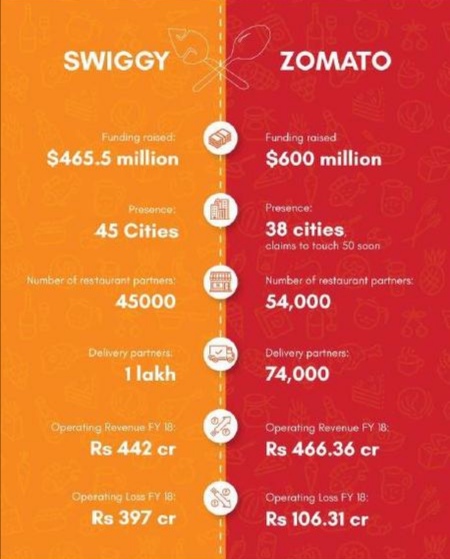 SWIGGY
ZOMATO
Funding raised:
$465.5 million
Funding raised
$600 million
Presence:
45 Cities
Presence:
38 cities,
claims to touch 50 soon
Number of restaurant partners:
45000
Number of restaurant partners:
54,000
Delivery partners:
1 lakh
Delivery partners:
74,000
Operating Revenue FY 18:
Rs 442 cr
Operating Revenue FY 18:
Rs 466.36 cr
Operating Loss FY 18:
Rs 397 cr
Operating Loss FY 18:
Rs 106.31 cr